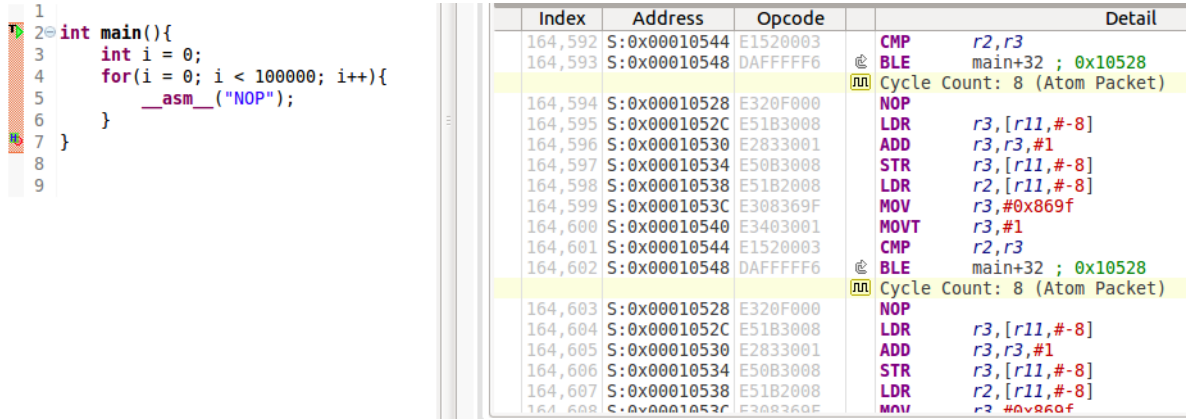 1
2 int main(){
3 int i = 0;
4 for(i = 0; i < 100000; i++){
5 __asm__("NOP");
6 }
7 }
8
9
Index Address Opcode Detail
164,592 S:0x00010544 E1520003 CMP r2,r3
164,593 S:0x00010548 DAFFFFF6 BLE main+32 ; 0x10528
Cycle Count: 8 (Atom Packet)
164,594 S:0x00010528 E320F000 NOP
164,595 S:0x0001052C E51B3008 LDR r3,[r11,#-8]
164,596 S:0x00010530 E2833001 ADD r3,r3,#1
164,597 S:0x00010534 E50B3008 STR r3,[r11,#-8]
164,598 S:0x00010538 E51B2008 LDR r2,[r11,#-8]
164,599 S:0x0001053C E308369F MOV r3,#0x869f
164,600 S:0x00010540 E3403001 MOVT r3,#1
164,601 S:0x00010544 E1520003 CMP r2,r3
164,602 S:0x00010548 DAFFFFF6 BLE main+32 ; 0x10528
Cycle Count: 8 (Atom Packet)
164,603 S:0x00010528 E320F000 NOP
164,604 S:0x0001052C E51B3008 LDR r3,[r11,#-8]
164,605 S:0x00010530 E2833001 ADD r3,r3,#1
164,606 S:0x00010534 E50B3008 STR r3,[r11,#-8]
164,607 S:0x00010538 E51B2008 LDR r2,[r11,#-8]
164,608 S:0x0001053C E308369F MOV r3,#0x869f